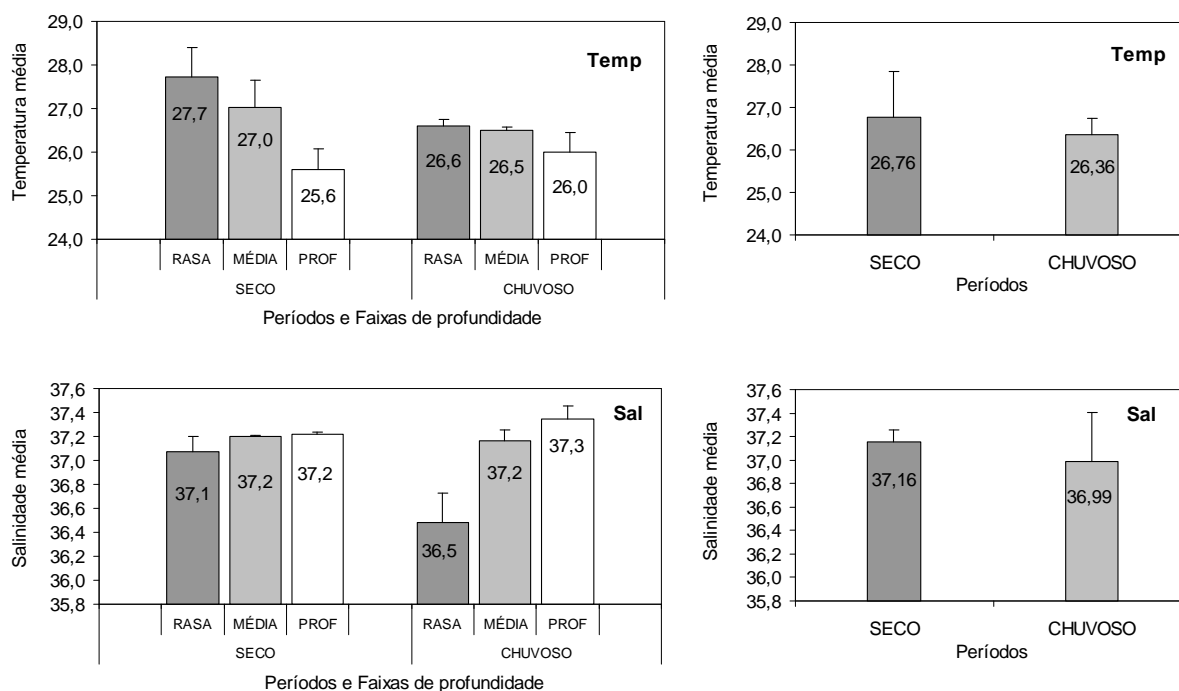 Temperatura média
29,0
28,0
27,0
26,0
25,0
24,0
Temp
27,7
27,0
25,6
26,6
26,5
26,0
RASA MÉDIA PROF RASA MÉDIA PROF
SECO CHUVOSO
Períodos e Faixas de profundidade
Temperatura média
29,0
28,0
27,0
26,0
25,0
24,0
Temp
26,76
26,36
SECO CHUVOSO
Períodos
Salinidade média
37,6
37,4
37,2
37,0
36,8
36,6
36,4
36,2
36,0
35,8
Sal
37,1
37,2
37,2
36,5
37,2
37,3
RASA MÉDIA PROF RASA MÉDIA PROF
SECO CHUVOSO
Períodos e Faixas de profundidade
Salinidade média
37,6
37,4
37,2
37,0
36,8
36,6
36,4
36,2
36,0
35,8
Sal
37,16
36,99
SECO CHUVOSO
Períodos